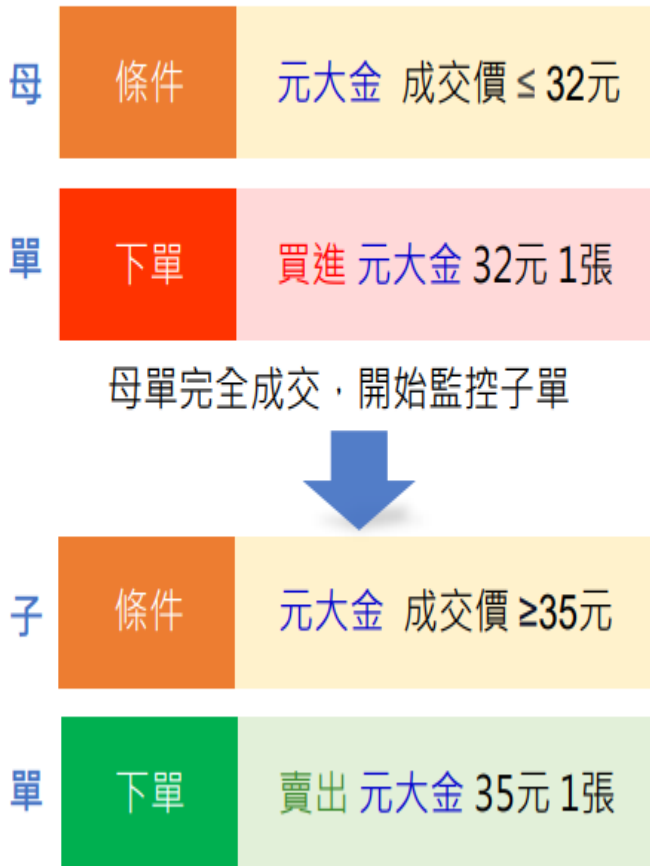 母 條件 元大金 成交價 ≤ 32元
單 下單 買進 元大金 32元 1張
母單完全成交，開始監控子單
子 條件 元大金 成交價 ≥35元
單 下單 賣出 元大金 35元 1張